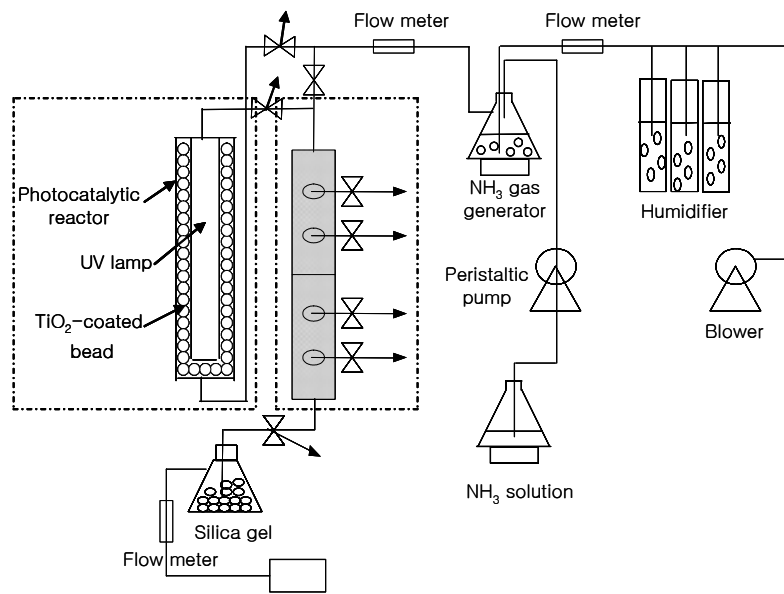 Flow meter
Flow meter
Photocatalytic
reactor
UV lamp
TiO₂-coated
bead
NH₃ gas
generator
Humidifier
Peristaltic
pump
Blower
NH₃ solution
Silica gel
Flow meter